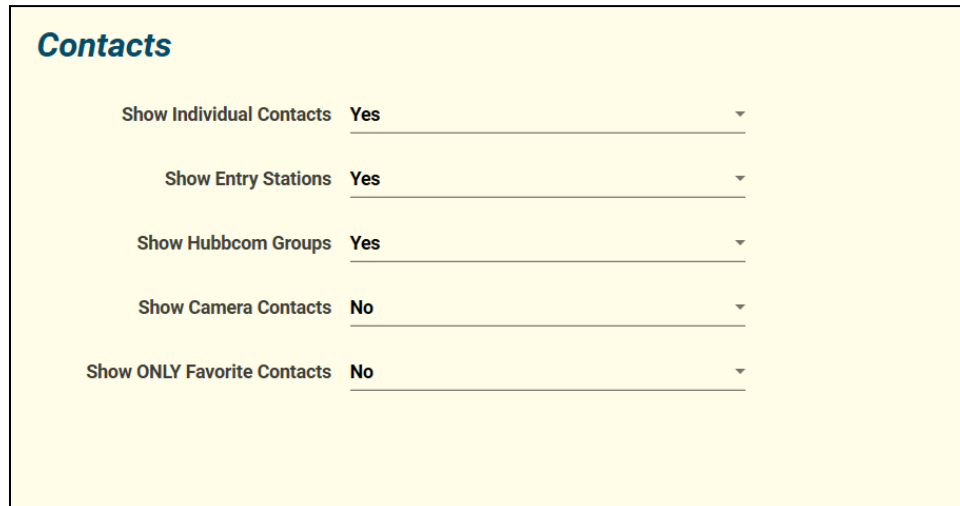 Contacts
Show Individual Contacts Yes
Show Entry Stations Yes
Show Hubbcom Groups Yes
Show Camera Contacts No
Show ONLY Favorite Contacts No